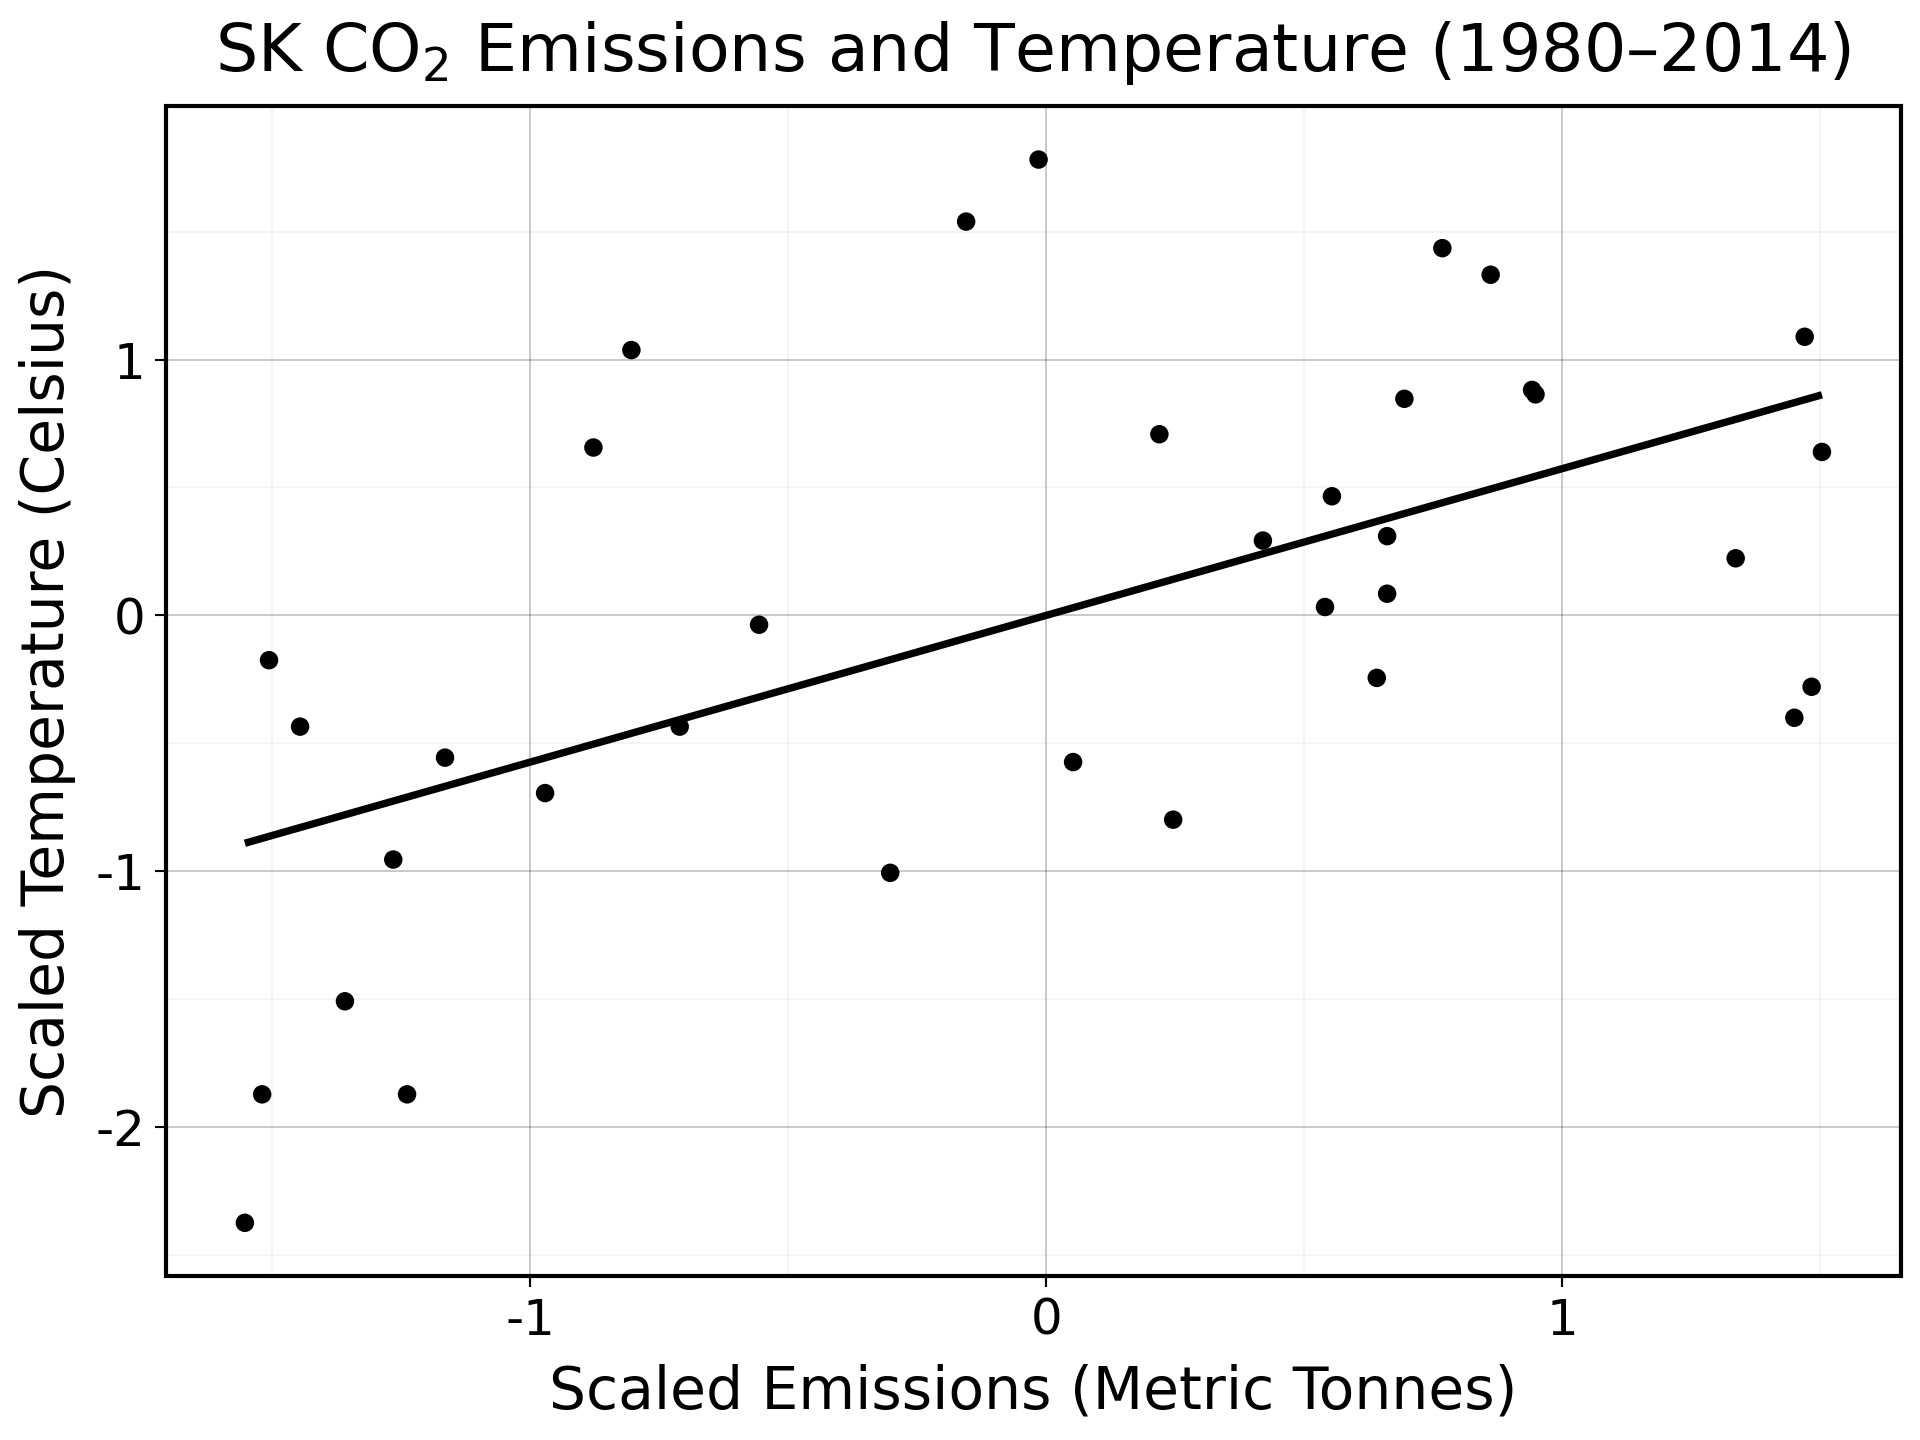 SK CO₂ Emissions and Temperature (1980–2014)
Scaled Temperature (Celsius)
1
0
-1
-2
-1
0
1
Scaled Emissions (Metric Tonnes)